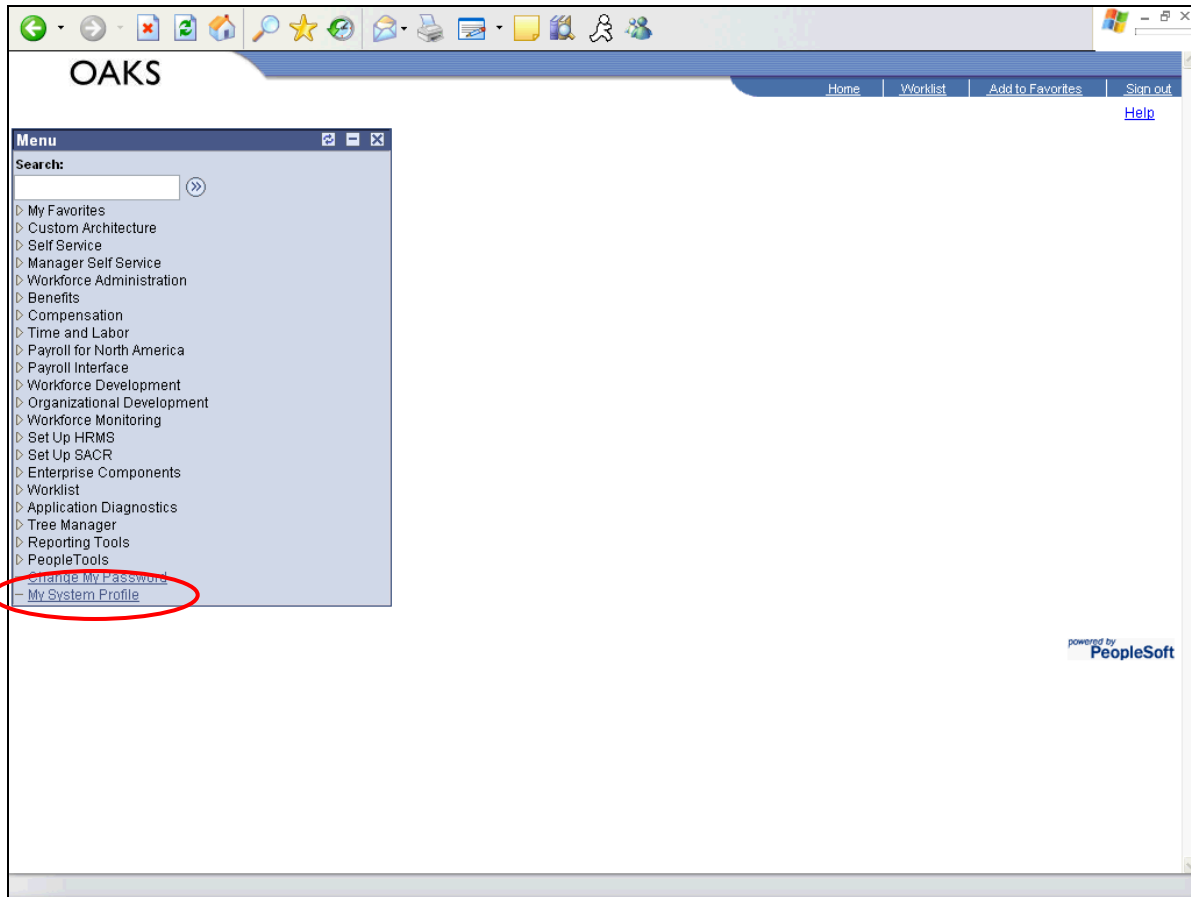 OAKS
Home Worklist Add to Favorites Sign out
Help
Menu
Search:
My Favorites
Custom Architecture
Self Service
Manager Self Service
Workforce Administration
Benefits
Compensation
Time and Labor
Payroll for North America
Payroll Interface
Workforce Development
Organizational Development
Workforce Monitoring
Set Up HRMS
Set Up SACR
Enterprise Components
Worklist
Application Diagnostics
Tree Manager
Reporting Tools
PeopleTools
Change My Password
My System Profile
powered by
PeopleSoft